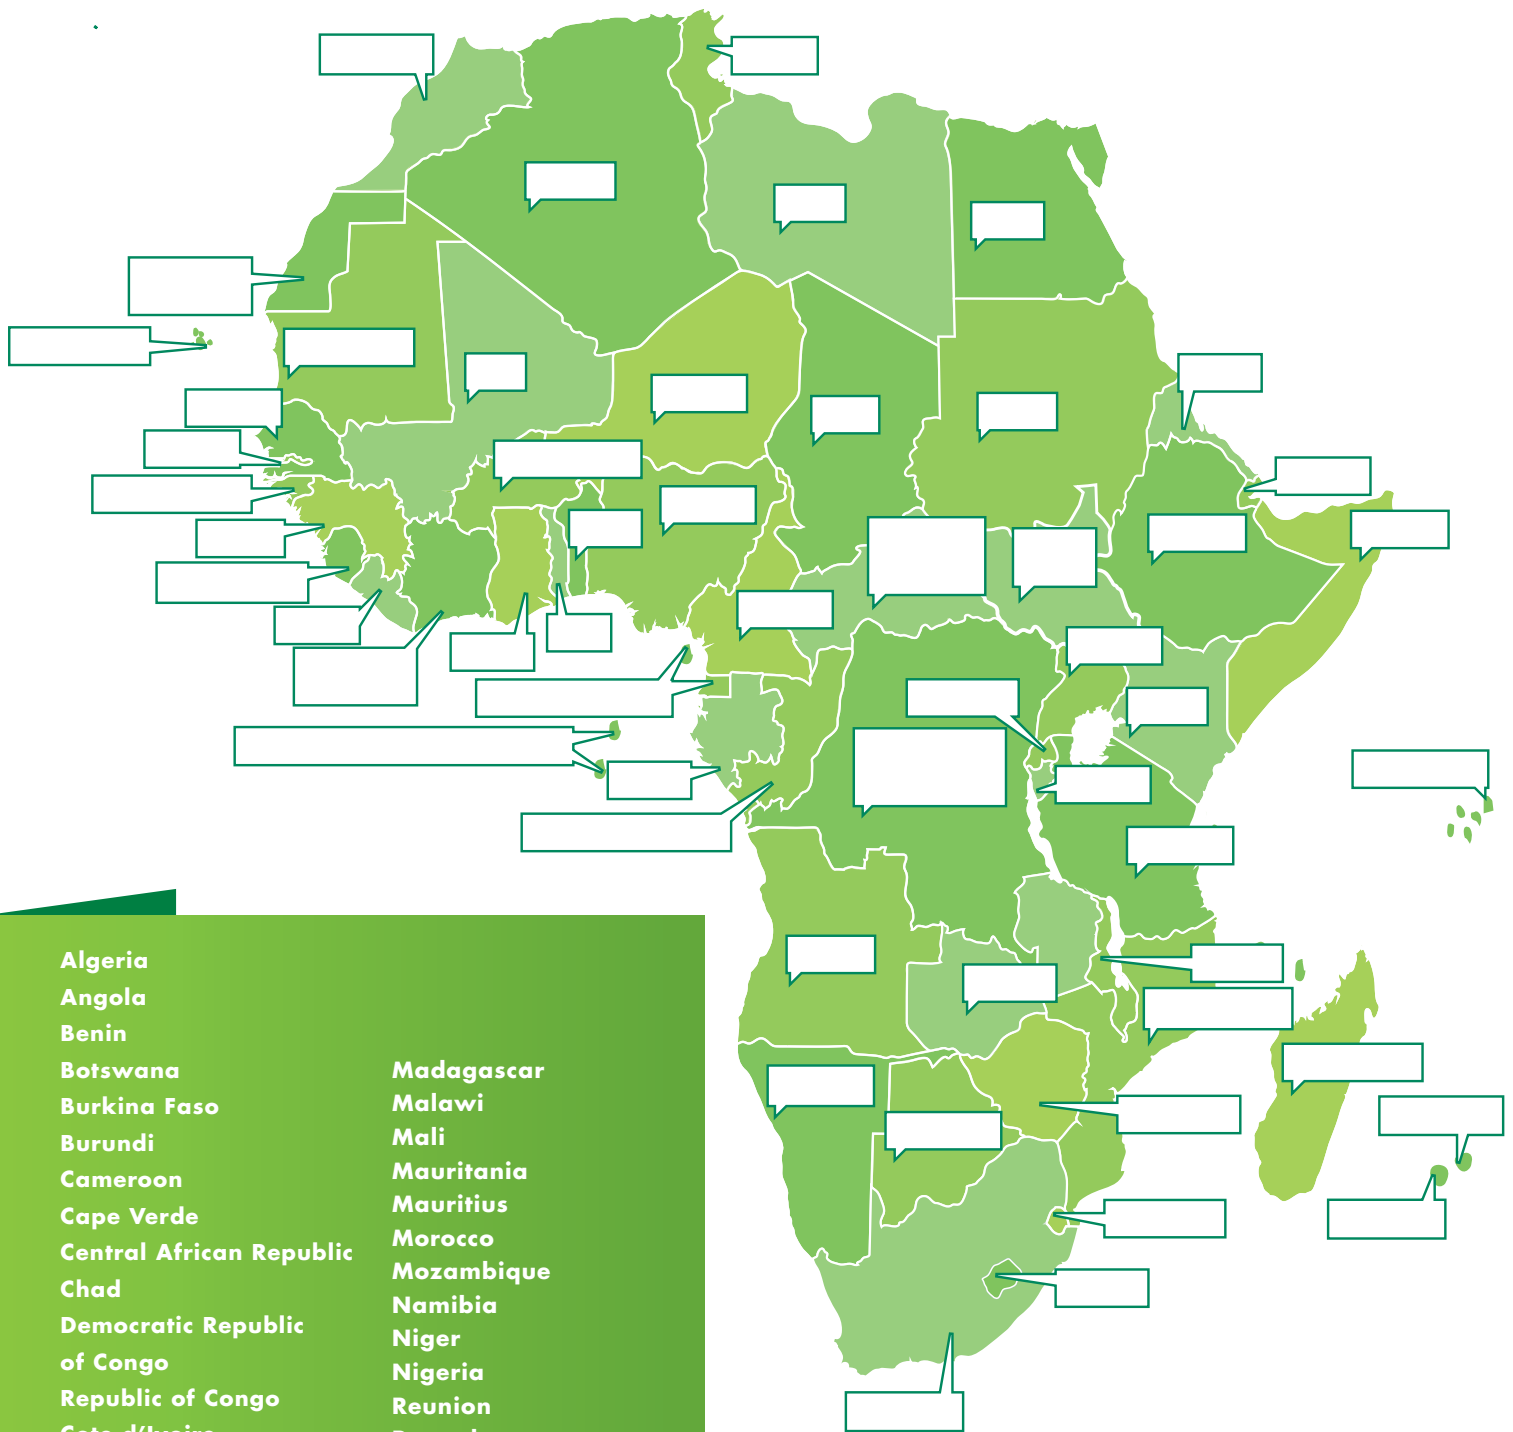 Algeria
Angola
Benin
Botswana
Burkina Faso
Burundi
Cameroon
Cape Verde
Central African Republic
Chad
Democratic Republic
of Congo
Republic of Congo
Madagascar
Malawi
Mali
Mauritania
Mauritius
Morocco
Mozambique
Namibia
Niger
Nigeria
Reunion